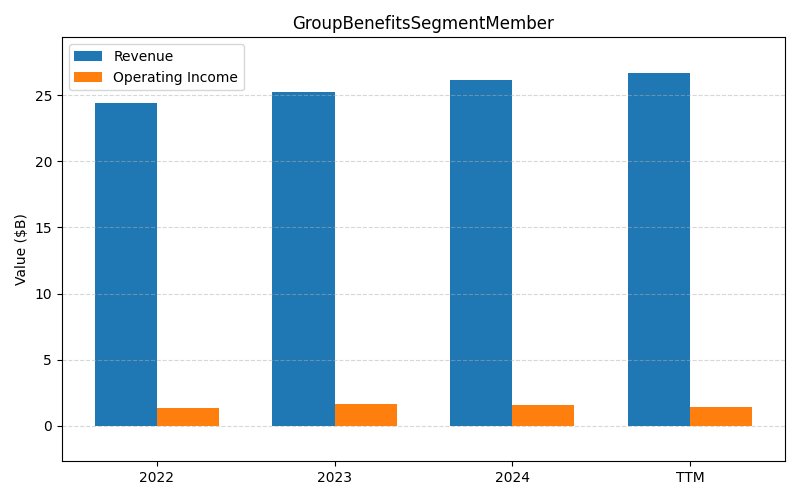 GroupBenefitsSegmentMember
Revenue
Operating Income
Value ($B)
25
20
15
10
5
0
2022
2023
2024
TTM